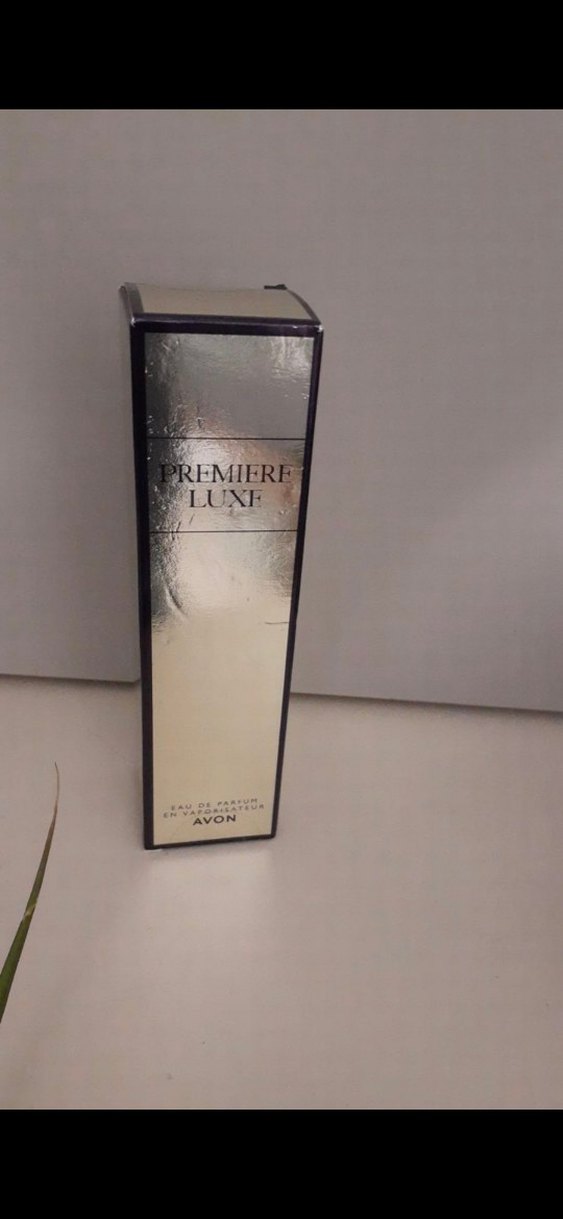 PREMIERE
LUXE
EAU DE PARFUM
EN VAPORISATEUR
AVON